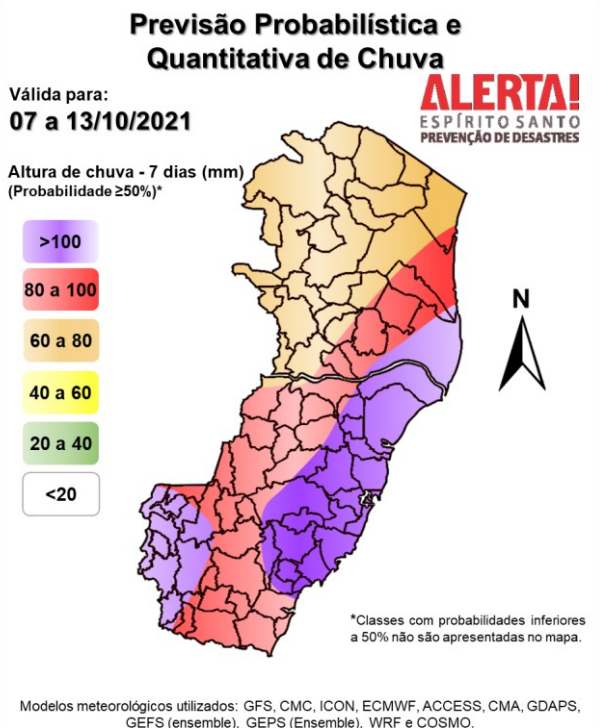 Previsão Probabilística e
Quantitativa de Chuva
ALERTA!
ESPÍRITO SANTO
PREVENÇÃO DE DESASTRES
Válida para:
07 a 13/10/2021
Altura de chuva - 7 dias (mm)
(Probabilidade ≥50%)*
>100
80 a 100
60 a 80
40 a 60
20 a 40
<20
N
*Classes com probabilidades inferiores
a 50% não são apresentadas no mapa.
Modelos meteorológicos utilizados: GFS, CMC, ICON, ECMWF, ACCESS, CMA, GDAPS,
GEFS (ensemble), GEPS (Ensemble), WRF e COSMO.